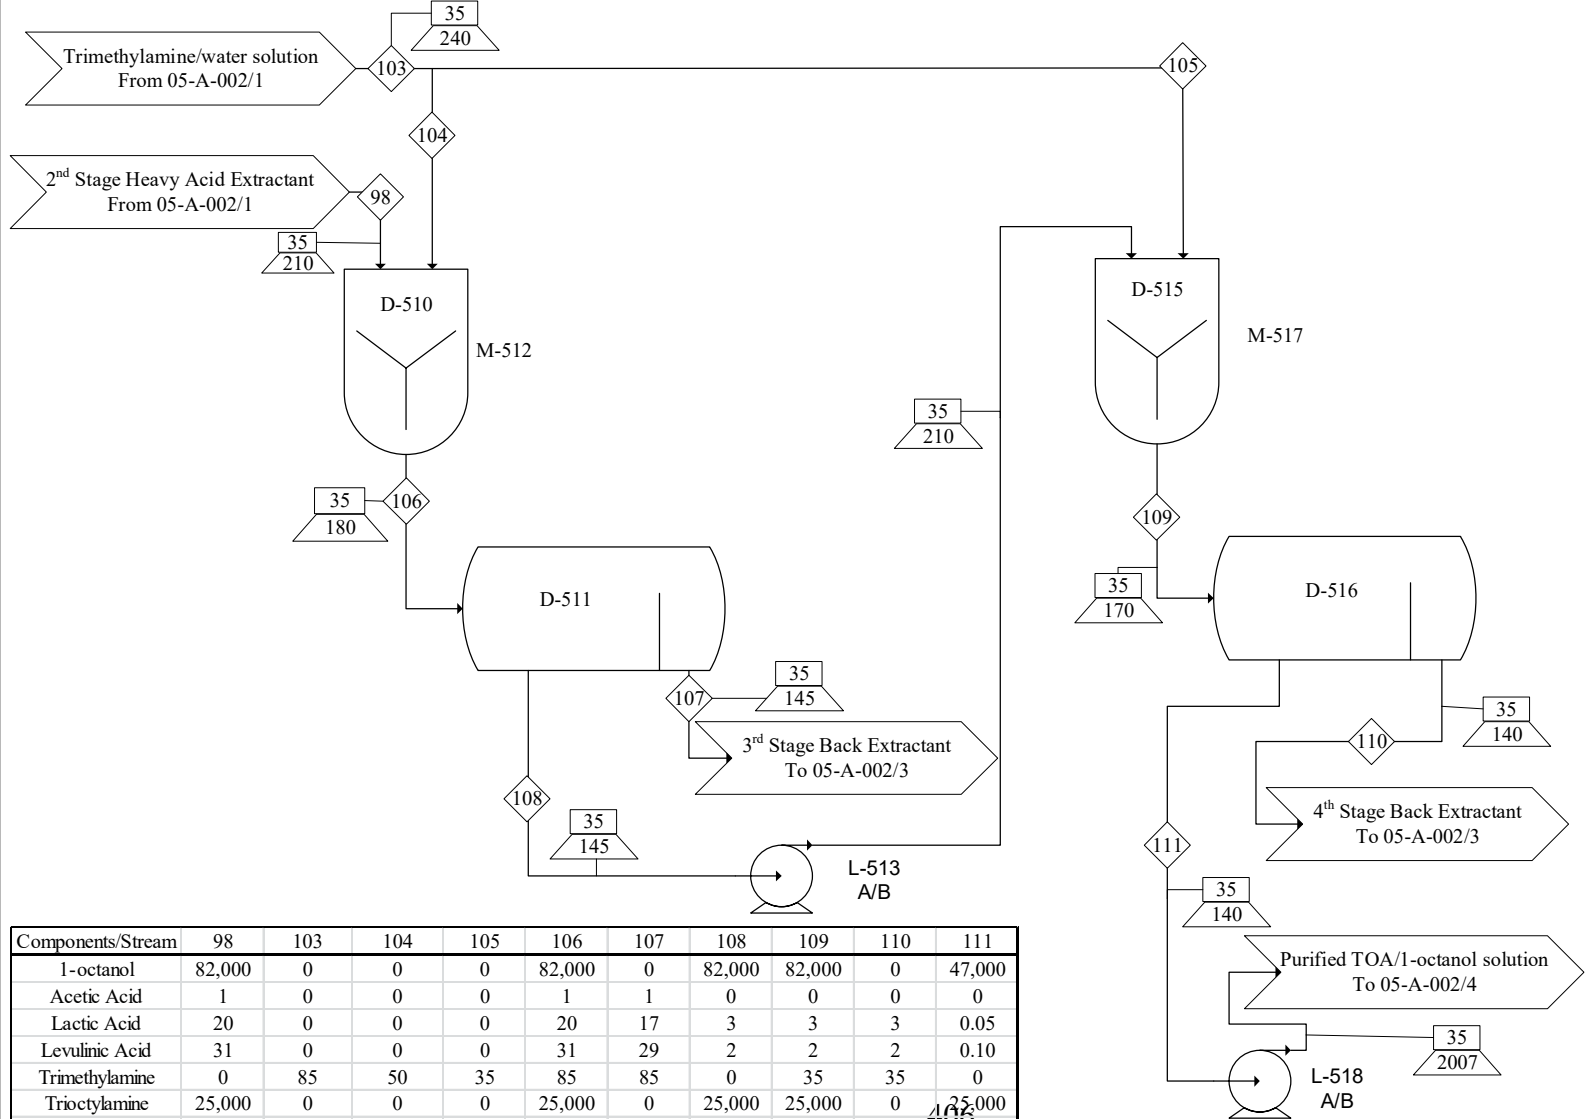 35
240
Trimethylamine/water solution
From 05-A-002/1
103
105
104
2nd Stage Heavy Acid Extractant
From 05-A-002/1
98
35
210
D-510
M-512
D-515
M-517
35
210
35
180
106
109
35
170
D-511
D-516
107
35
145
35
140
110
3rd Stage Back Extractant
To 05-A-002/3
108
35
145
L-513
A/B
4th Stage Back Extractant
To 05-A-002/3
111
35
140
Purified TOA/1-octanol solution
To 05-A-002/4
35
2007
L-518
A/B
Components/Stream 98 103 104 105 106 107 108 109 110 111
1-octanol 82,000 0 0 0 82,000 0 82,000 82,000 0 47,000
Acetic Acid 1 0 0 0 1 1 0 0 0 0
Lactic Acid 20 0 0 0 20 17 3 3 3 0.05
Levulinic Acid 31 0 0 0 31 29 2 2 2 0.10
Trimethylamine 0 85 50 35 85 85 0 35 35 0
Trioctylamine 25,000 0 0 0 25,000 0 25,000 25,000 0